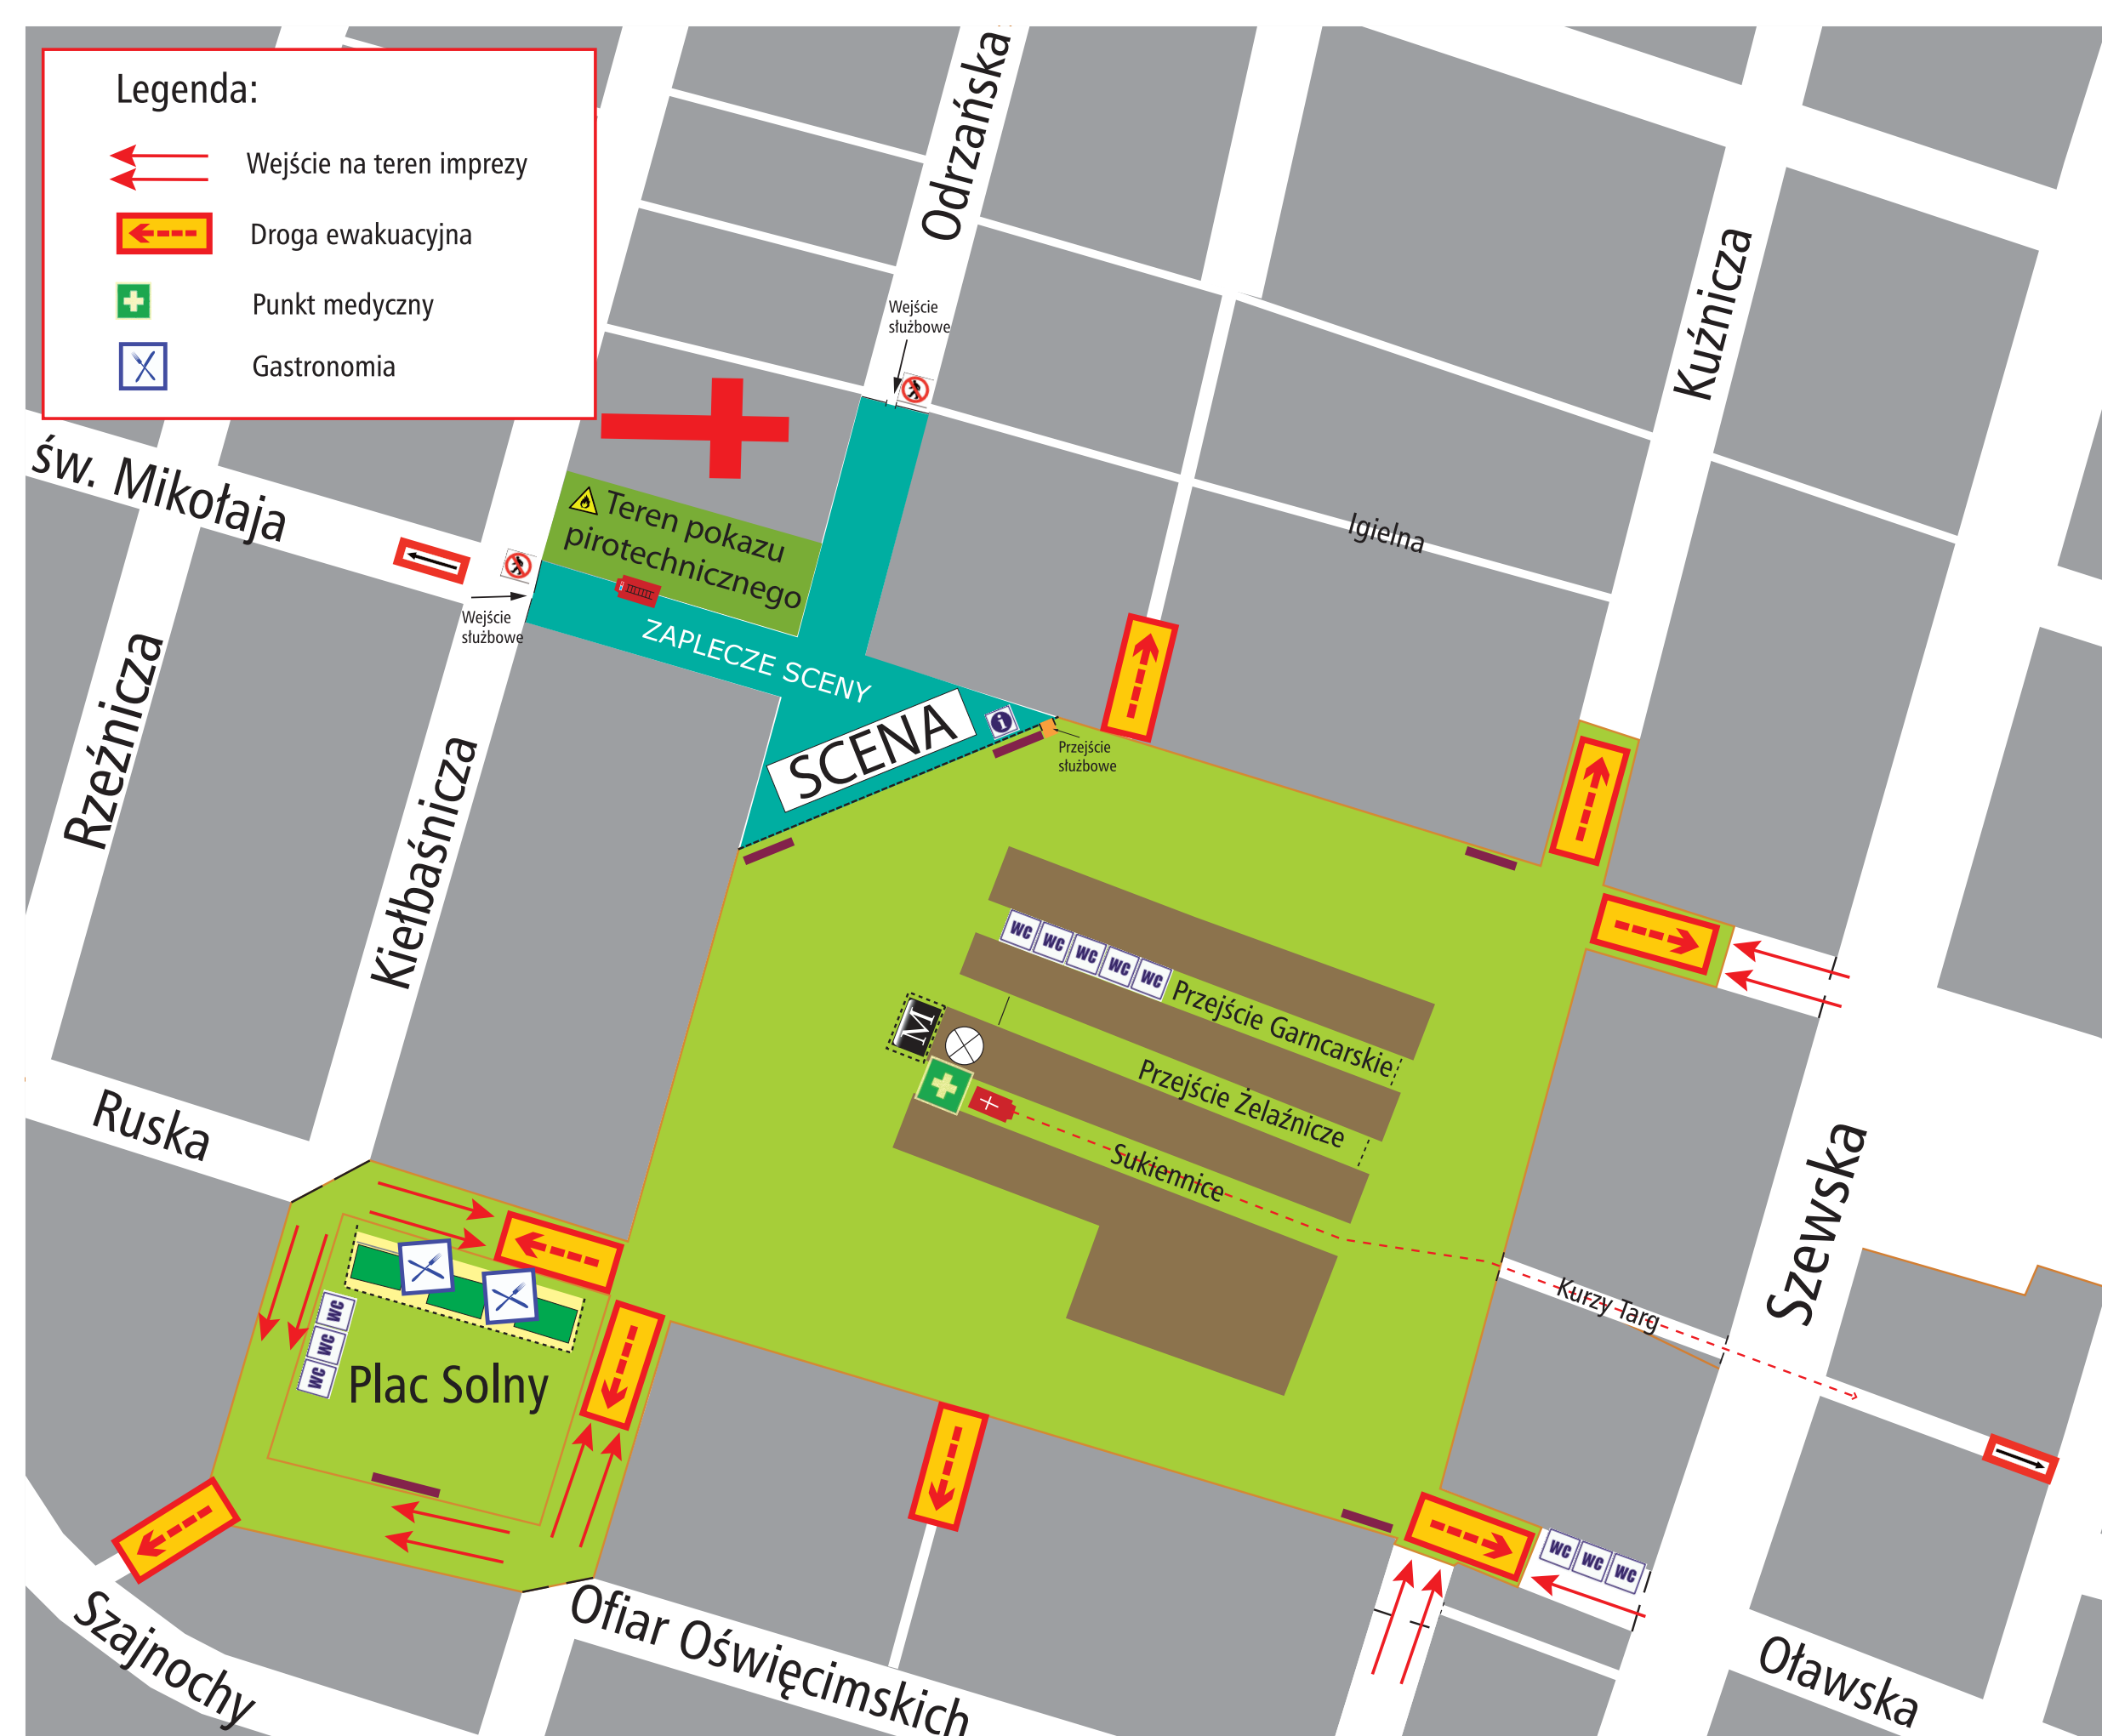 Legenda:
Wejście na teren imprezy
Droga ewakuacyjna
Punkt medyczny
Gastronomia
Odrzańska
Kuźnicza
Wejście
służbowe
św. Mikołaja
Teren pokazu
pirotechnicznego
Igielna
Wejście
służbowe
ZAPLECZE SCENY
SCENA
i
Przejście
służbowe
Rzeźnicza
Kiełbaśnicza
WC
WC
WC
WC
WC
Przejście Garncarskie
M
Przejście Żelaźnicze
Sukiennice
Ruska
Szewska
Kurzy Targ
WC
WC
WC
Plac Solny
WC
WC
WC
Szajnochy
Ofiar Oświęcimskich
Oławska